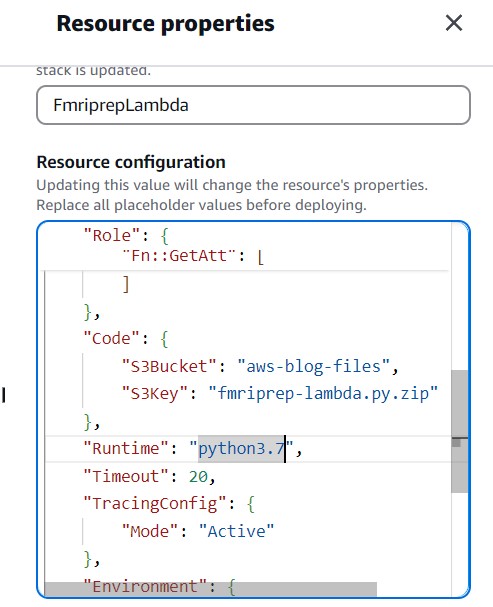 Resource properties
stack is updated.
FmriprepLambda
Resource configuration
Updating this value will change the resource's properties.
Replace all placeholder values before deploying.
"Role": {
"Fn::GetAtt": [
]
},
"Code": {
"S3Bucket": "aws-blog-files",
"S3Key": "fmriprep-lambda.py.zip"
},
"Runtime": "python3.7",
"Timeout": 20,
"TracingConfig": {
"Mode": "Active"
},
"Environment": {